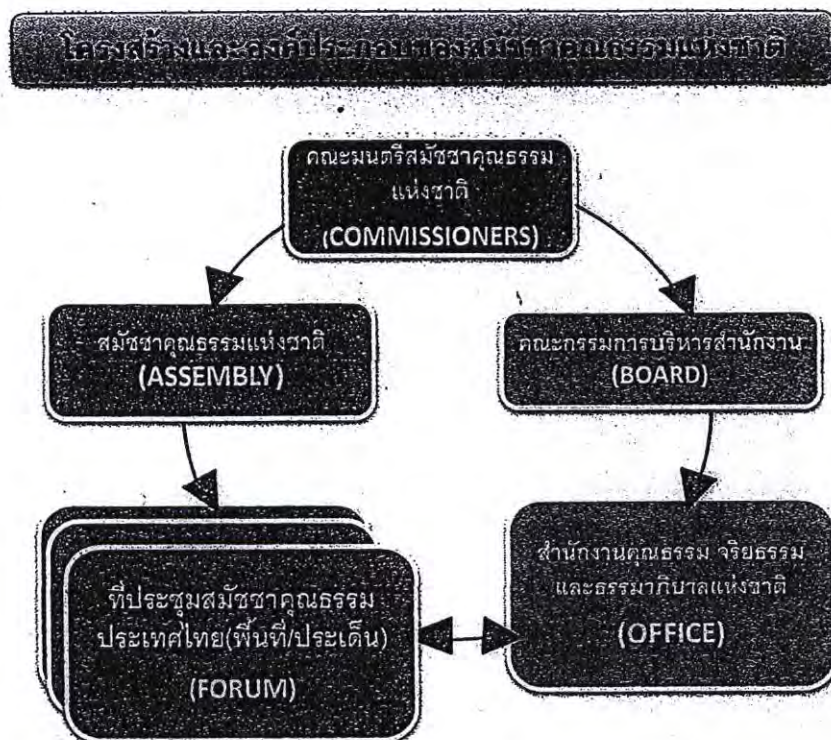 โครงสร้างและองค์ประกอบของสมัชชาคุณธรรมแห่งชาติ
คณะมนตรีสมัชชาคุณธรรม
แห่งชาติ
(COMMISSIONERS)
สมัชชาคุณธรรมแห่งชาติ
(ASSEMBLY)
คณะกรรมการบริหารสำนักงาน
(BOARD)
ที่ประชุมสมัชชาคุณธรรม
ประเทศไทย(พื้นที่/ประเด็น)
(FORUM)
สำนักงานคุณธรรม จริยธรรม
และธรรมาภิบาลแห่งชาติ
(OFFICE)